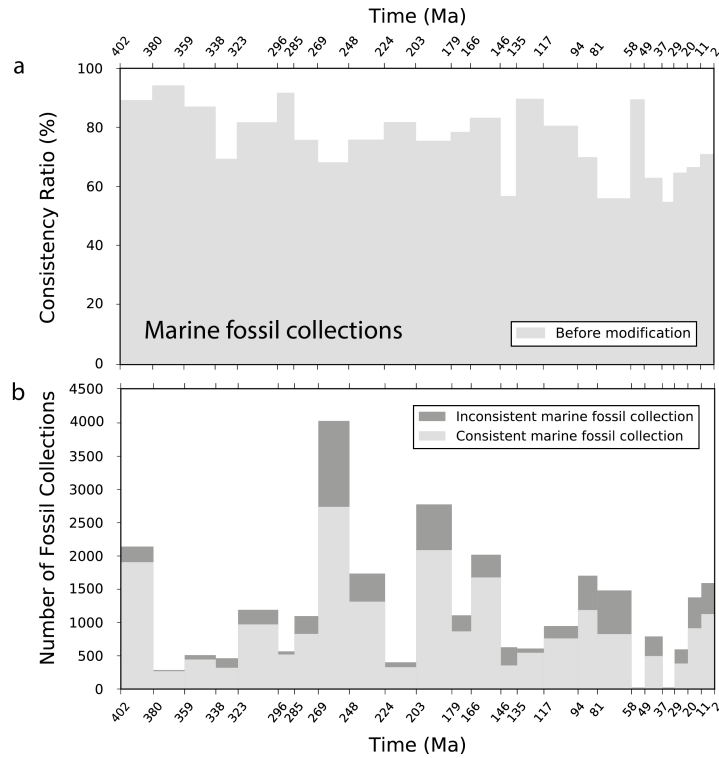 Time (Ma)
402 380 359 338 323 296 285 269 248 224 203 179 166 146 135 117 94 81 58 49 37 29 20 11 2
a
100
80
60
40
20
0
Consistency Ratio (%)
Marine fossil collections
Before modification
b
4500
4000
3500
3000
2500
2000
1500
1000
500
0
Number of Fossil Collections
Inconsistent marine fossil collection
Consistent marine fossil collection
402 380 359 338 323 296 285 269 248 224 203 179 166 146 135 117 94 81 58 49 37 29 20 11 2
Time (Ma)